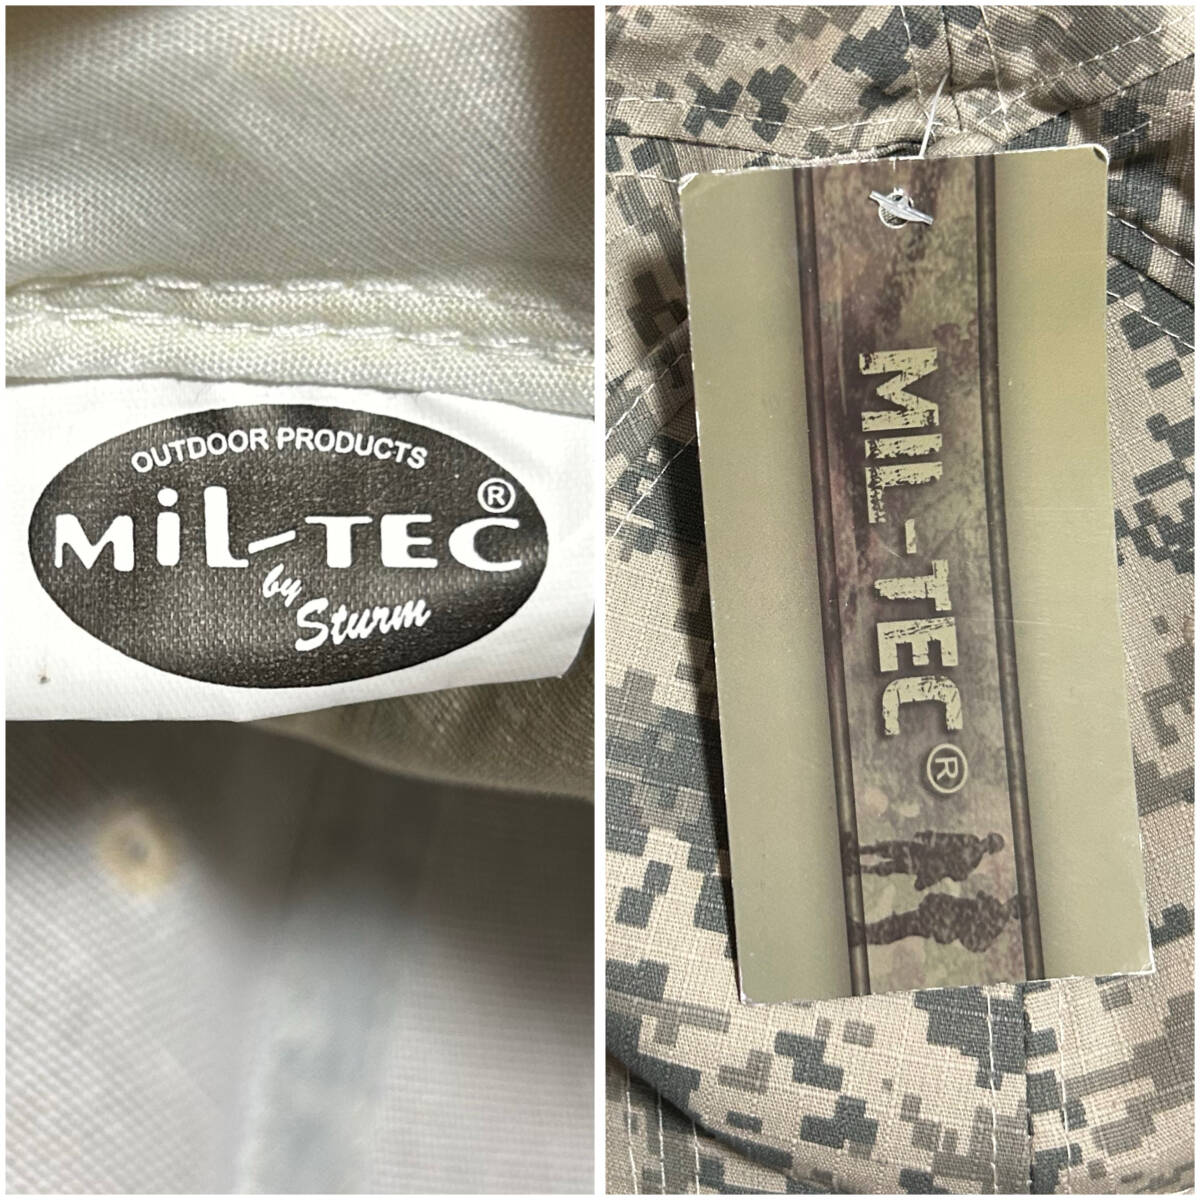 OUTDOOR PRODUCTS
MiL-TEC®
by
Sturm
MIL-TEC®